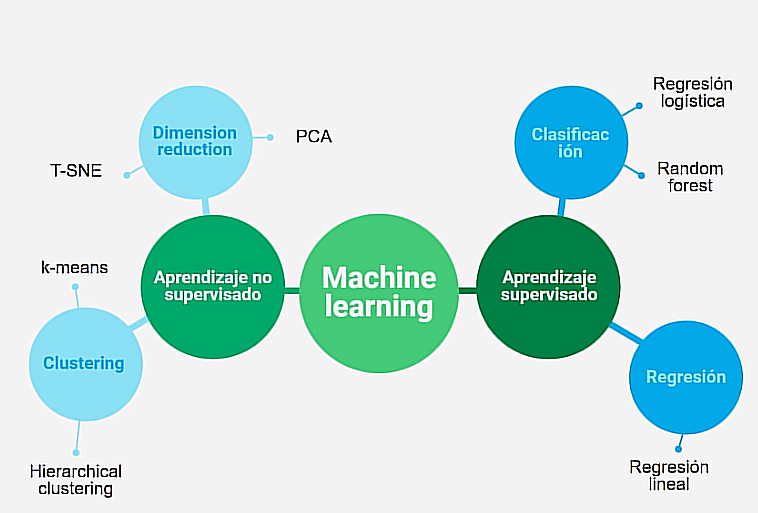 Regresión
logística
Dimension
reduction
PCA
Clasificac
ión
T-SNE
Random
forest
k-means
Aprendizaje no
supervisado
Machine
learning
Aprendizaje
supervisado
Clustering
Regresión
Hierarchical
clustering
Regresión
lineal